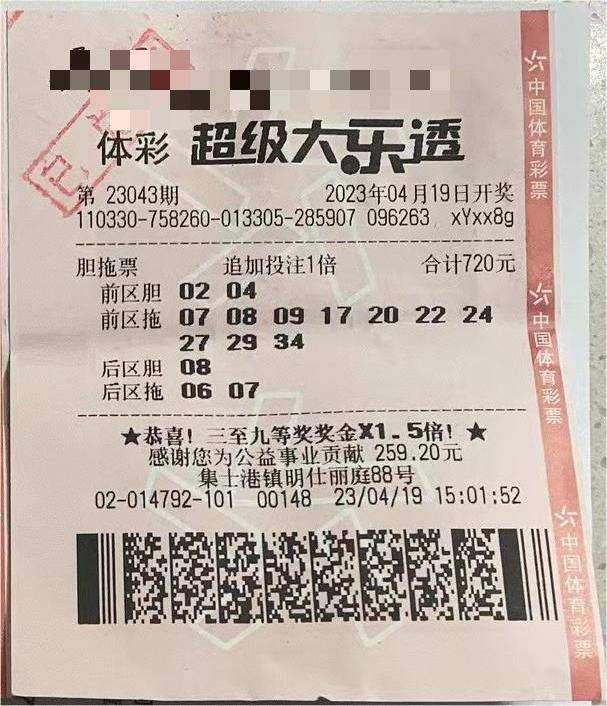 体彩 超级大乐透
第 23043期 2023年04月19日开奖
110330-758260-013305-285907 096263 xYxx8g
胆拖票 追加投注1倍 合计720元
前区胆 02 04
前区拖 07 08 09 17 20 22 24
27 29 34
后区胆 08
后区拖 06 07
★恭喜！三至九等奖奖金X1.5倍！★
感谢您为公益事业贡献 259.20元
集士港镇明仕丽庭88号
02-014792-101 00148 23/04/19 15:01:52
中国体育彩票
中国体育彩票
中国体育彩票